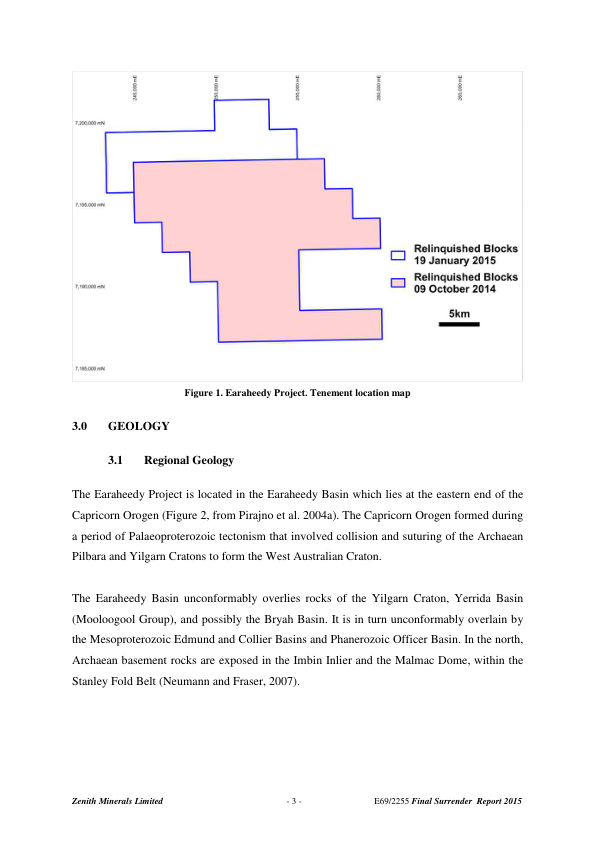 245,000 mE
260,000 mE
7,200,000 mN
7,195,000 mN
7,190,000 mN
7,185,000 mN
Relinquished Blocks
19 January 2015
Relinquished Blocks
09 October 2014
5km
Figure 1. Earaheedy Project. Tenement location map
3.0 GEOLOGY
3.1 Regional Geology
The Earaheedy Project is located in the Earaheedy Basin which lies at the eastern end of the
Capricorn Orogen (Figure 2, from Pirajno et al. 2004a). The Capricorn Orogen formed during
a period of Palaeoproterozoic tectonism that involved collision and suturing of the Archaean
Pilbara and Yilgarn Cratons to form the West Australian Craton.
The Earaheedy Basin unconformably overlies rocks of the Yilgarn Craton, Yerrida Basin
(Mooloogool Group), and possibly the Bryah Basin. It is in turn unconformably overlain by
the Mesoproterozoic Edmund and Collier Basins and Phanerozoic Officer Basin. In the north,
Archaean basement rocks are exposed in the Imbin Inlier and the Malmac Dome, within the
Stanley Fold Belt (Neumann and Fraser, 2007).
Zenith Minerals Limited - 3 - E69/2255 Final Surrender Report 2015